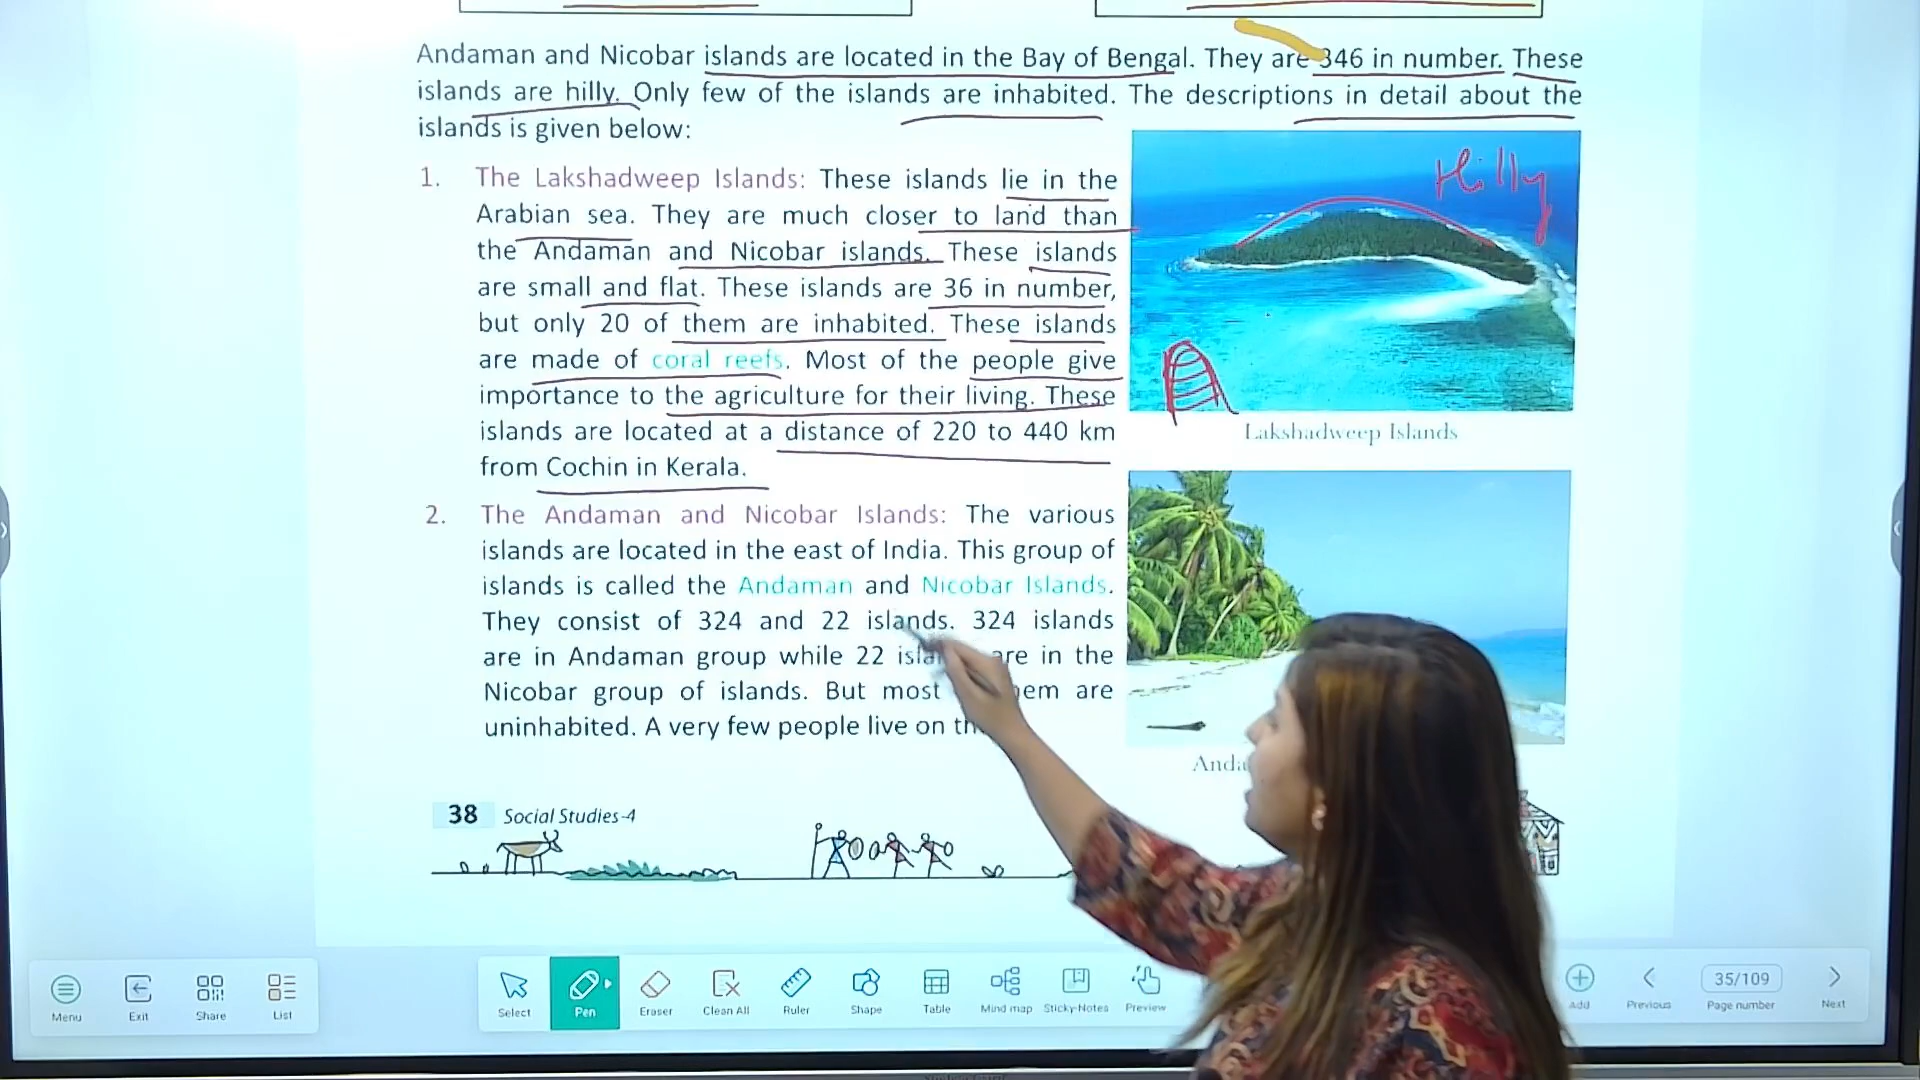 Andaman and Nicobar islands are located in the Bay of Bengal. They are 346 in number. These
islands are hilly. Only few of the islands are inhabited. The descriptions in detail about the
islands is given below:
1. The Lakshadweep Islands: These islands lie in the
Arabian sea. They are much closer to land than
the Andaman and Nicobar islands. These islands
are small and flat. These islands are 36 in number,
but only 20 of them are inhabited. These islands
are made of coral reefs. Most of the people give
importance to the agriculture for their living. These
islands are located at a distance of 220 to 440 km
from Cochin in Kerala.
Hilly
Lakshadweep Islands
2. The Andaman and Nicobar Islands: The various
islands are located in the east of India. This group of
islands is called the Andaman and Nicobar Islands.
They consist of 324 and 22 islands. 324 islands
are in Andaman group while 22 are in the
Nicobar group of islands. But most are
uninhabited. A very few people live on
38 Social Studies-4
Menu Exit Share List Select Pen Eraser Clean All Ruler Shape Table Mind map Sticky-Notes Preview Add Previous 35/109 Page number Next